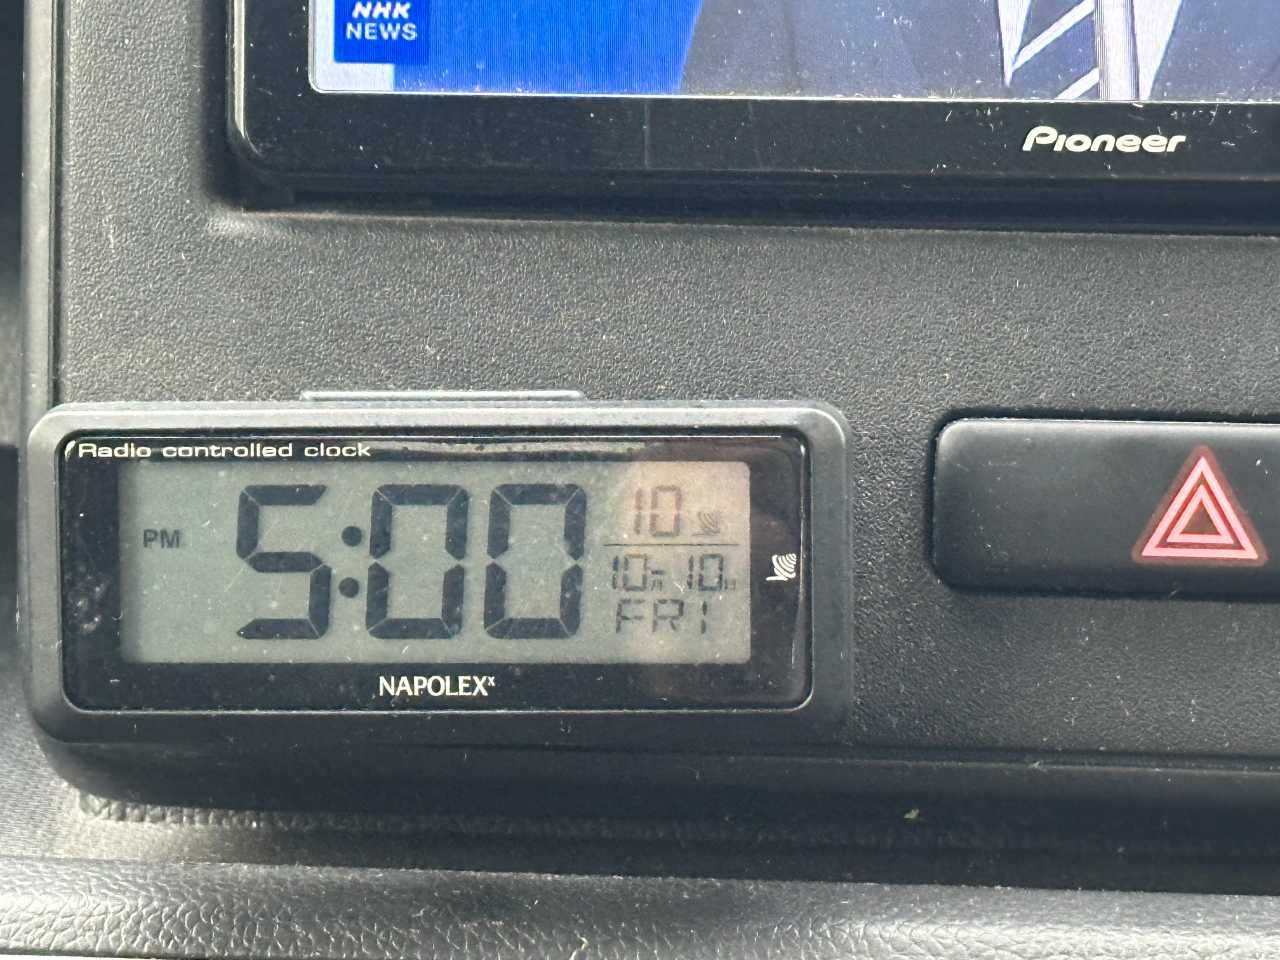 NHK
NEWS
Pioneer
Radio controlled clock
PM 5:00 10
10月10日
FRI
NAPOLEX